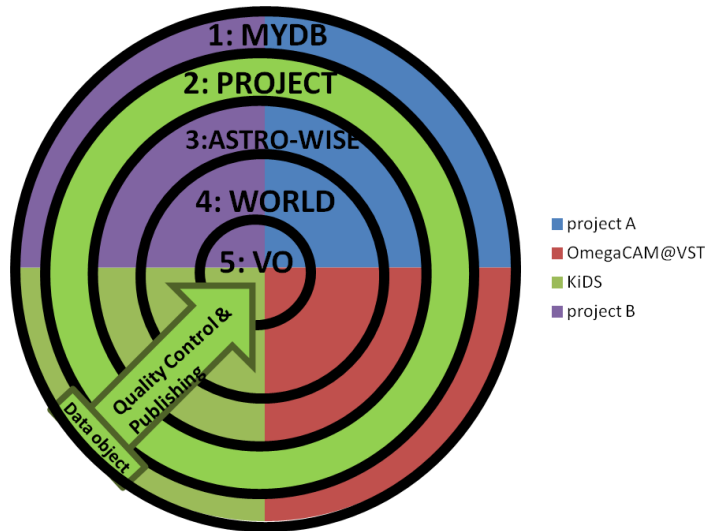 1: MYDB
2: PROJECT
3:ASTRO-WISE
4: WORLD
5: VO
Quality Control &
Publishing
Data object
project A
OmegaCAM@VST
KiDS
project B